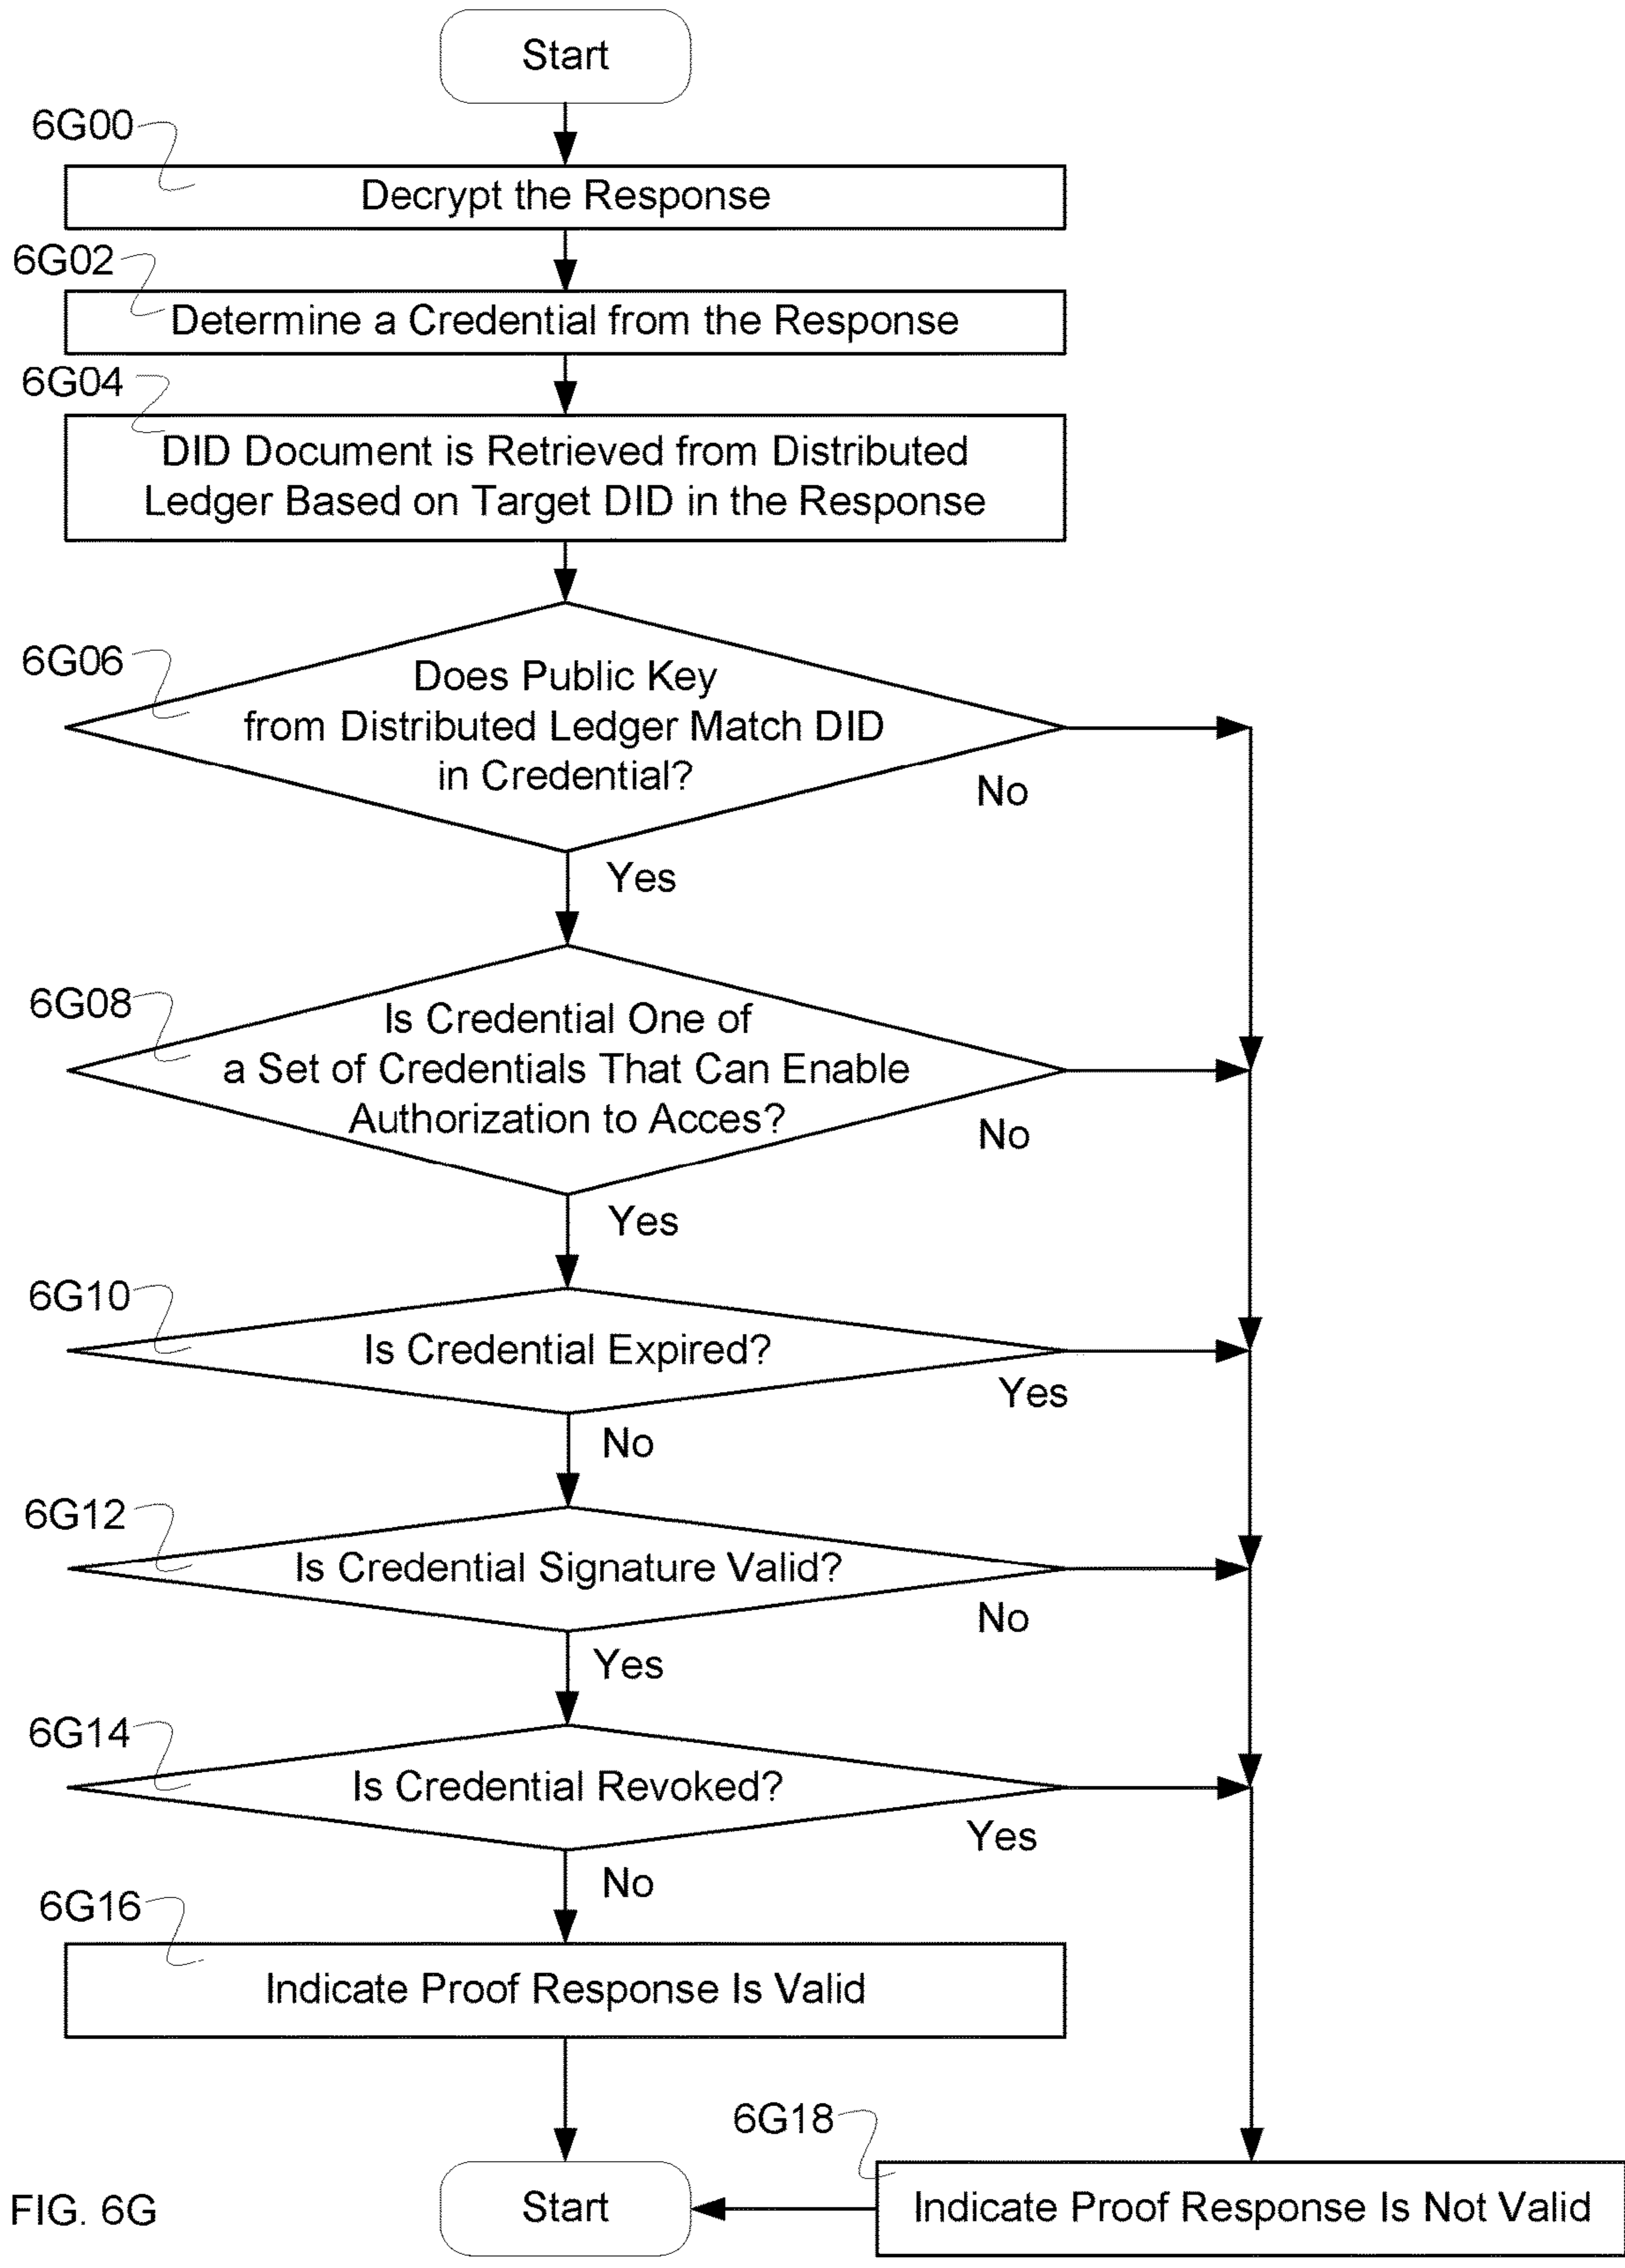 Start
6G00
Decrypt the Response
6G02
Determine a Credential from the Response
6G04
DID Document is Retrieved from Distributed
Ledger Based on Target DID in the Response
6G06
Does Public Key
from Distributed Ledger Match DID
in Credential?
No
Yes
6G08
Is Credential One of
a Set of Credentials That Can Enable
Authorization to Acces?
No
Yes
6G10
Is Credential Expired?
Yes
No
6G12
Is Credential Signature Valid?
No
Yes
6G14
Is Credential Revoked?
Yes
No
6G16
Indicate Proof Response Is Valid
6G18
Start
Indicate Proof Response Is Not Valid
FIG. 6G